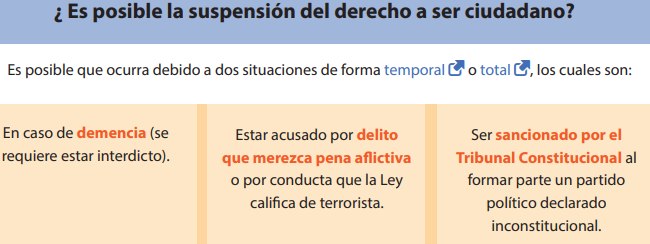 ¿ Es posible la suspensión del derecho a ser ciudadano?
Es posible que ocurra debido a dos situaciones de forma temporal o total, los cuales son:
En caso de demencia (se
requiere estar interdicto).
Estar acusado por delito
que merezca pena aflictiva
o por conducta que la Ley
califica de terrorista.
Ser sancionado por el
Tribunal Constitucional al
formar parte un partido
político declarado
inconstitucional.